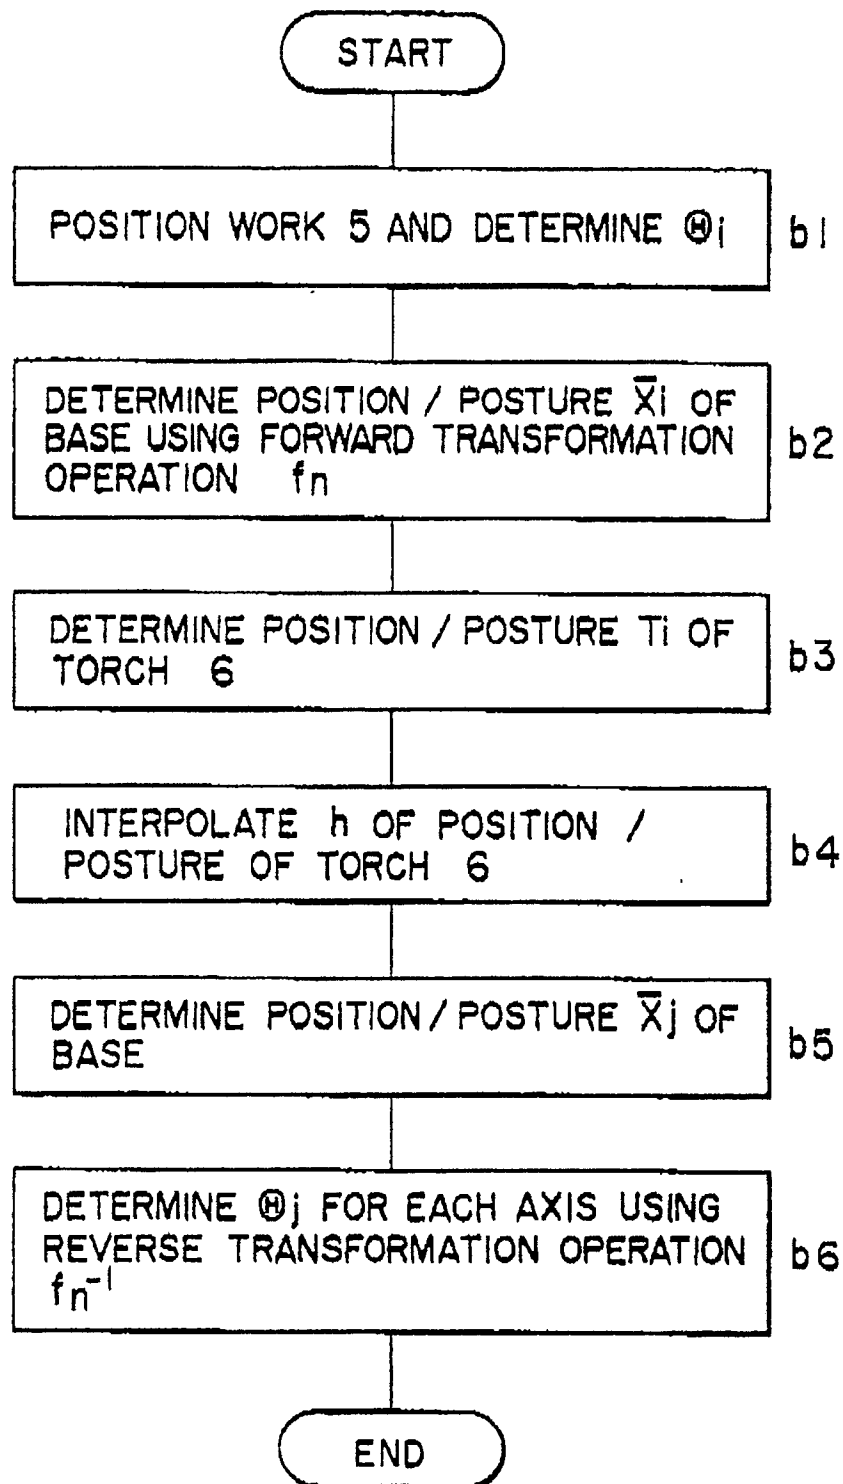 START
POSITION WORK 5 AND DETERMINE Ⓗi b1
DETERMINE POSITION / POSTURE X̄i OF
BASE USING FORWARD TRANSFORMATION
OPERATION fn
b2
DETERMINE POSITION / POSTURE Ti OF
TORCH 6
b3
INTERPOLATE h OF POSITION /
POSTURE OF TORCH 6
b4
DETERMINE POSITION / POSTURE X̄j OF
BASE
b5
DETERMINE Ⓗj FOR EACH AXIS USING
REVERSE TRANSFORMATION OPERATION
fn⁻¹
b6
END